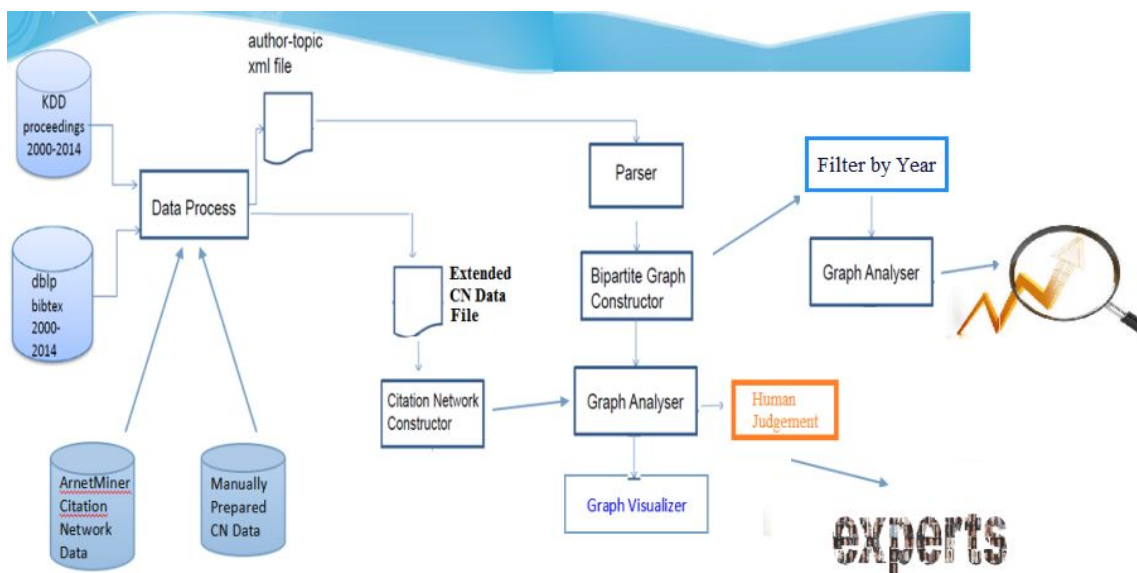 author-topic
xml file
KDD
proceedings
2000-2014
Data Process
dblp
bibtex
2000-
2014
Parser
Filter by Year
Extended
CN Data
File
Bipartite Graph
Constructor
Graph Analyser
Citation Network
Constructor
Graph Analyser
Human
Judgement
ArnetMiner
Citation
Network
Data
Manually
Prepared
CN Data
Graph Visualizer
experts